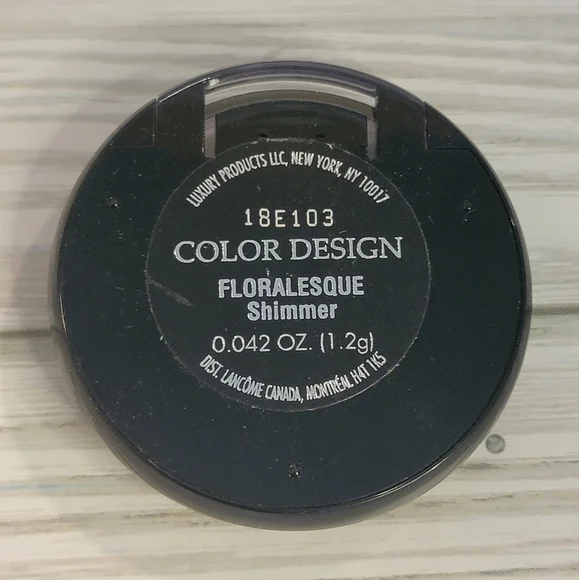 LUXURY PRODUCTS LLC, NEW YORK, NY 10017
18E103
COLOR DESIGN
FLORALESQUE
Shimmer
0.042 OZ. (1.2g)
DIST. LANCÔME CANADA, MONTRÉAL H4T 1K5